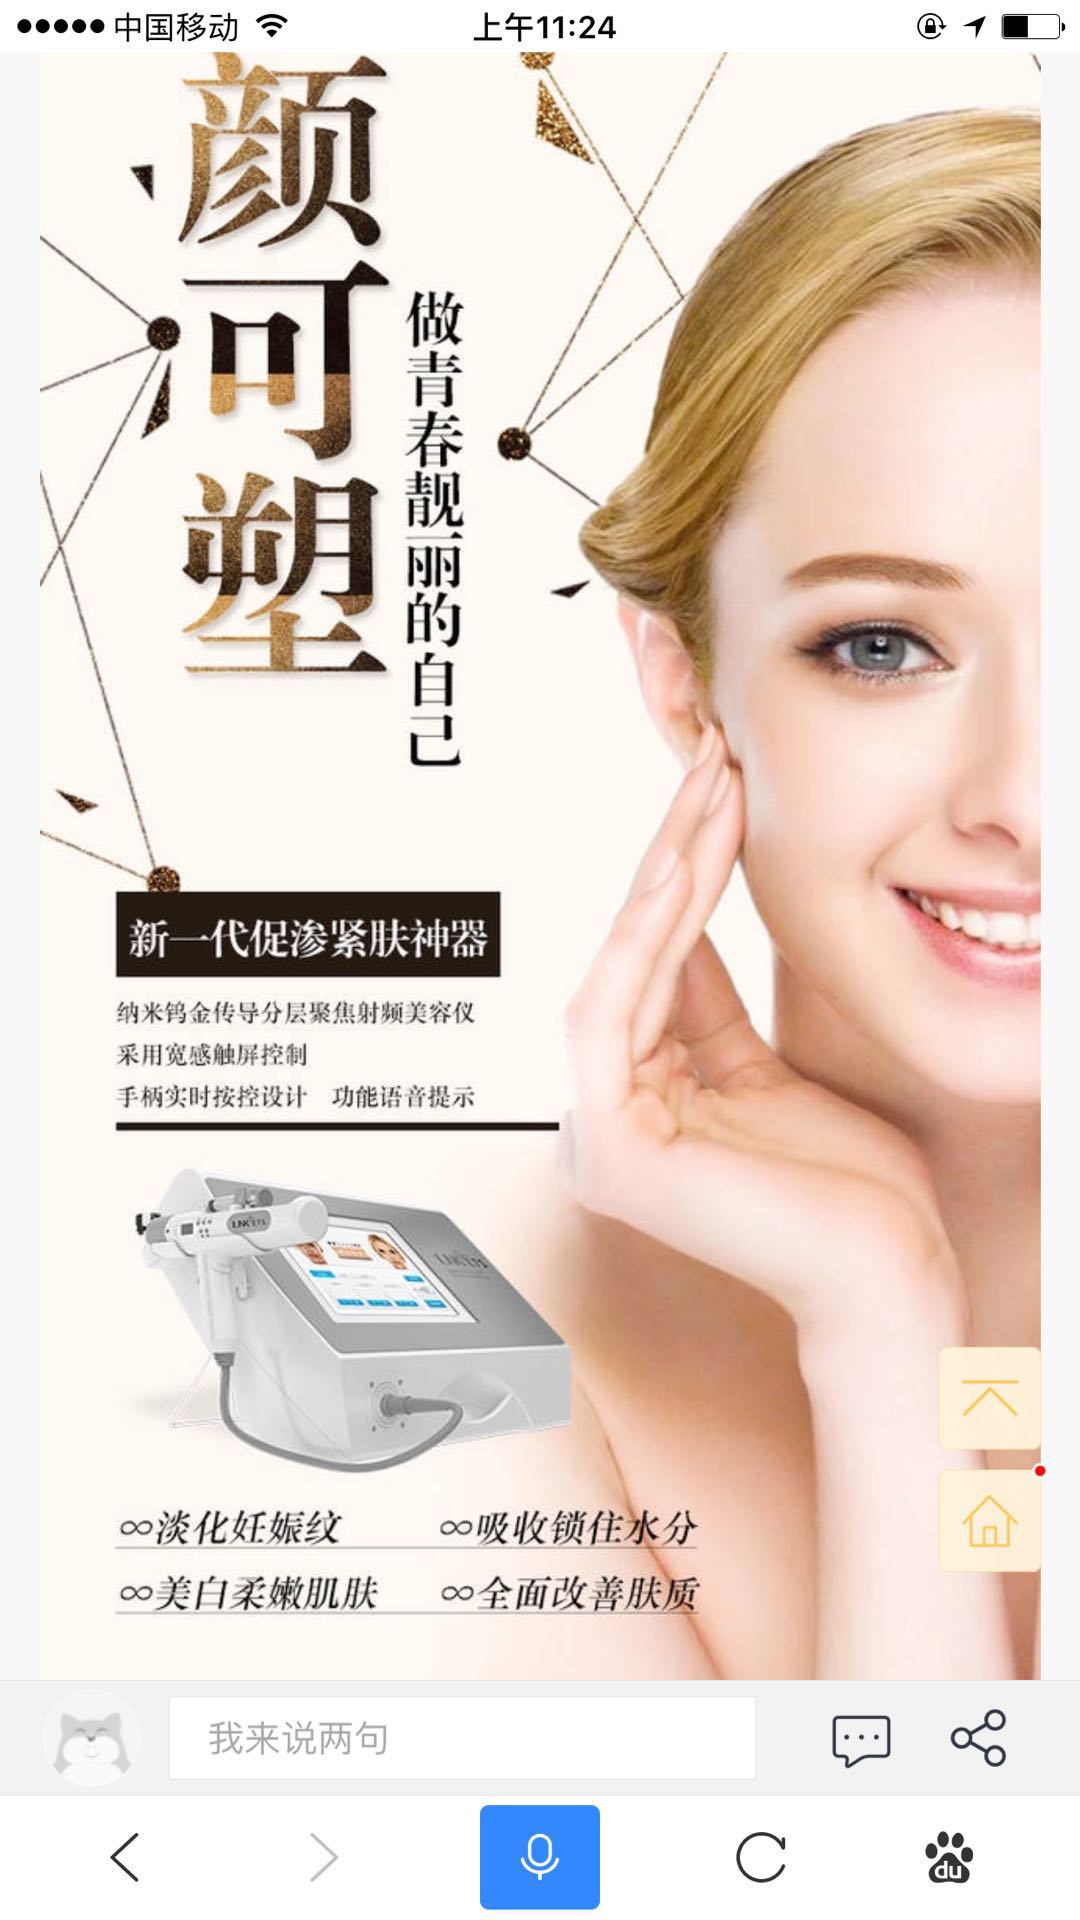 中国移动
上午11:24
颜可塑
做青春靓丽的自己
新一代促渗紧肤神器
纳米钨金传导分层聚焦射频美容仪
采用宽感触屏控制
手柄实时按控设计 功能语音提示
∞淡化妊娠纹 ∞吸收锁住水分
∞美白柔嫩肌肤 ∞全面改善肤质
我来说两句
du